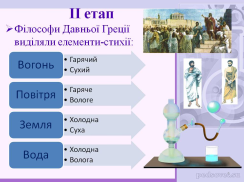 II етап
Філософи Давньої Греції
виділяли елементи-стихії:
Вогонь
• Гарячий
• Сухий
Повітря
• Гаряче
• Вологе
Земля
• Холодна
• Суха
Вода
• Холодна
• Волога